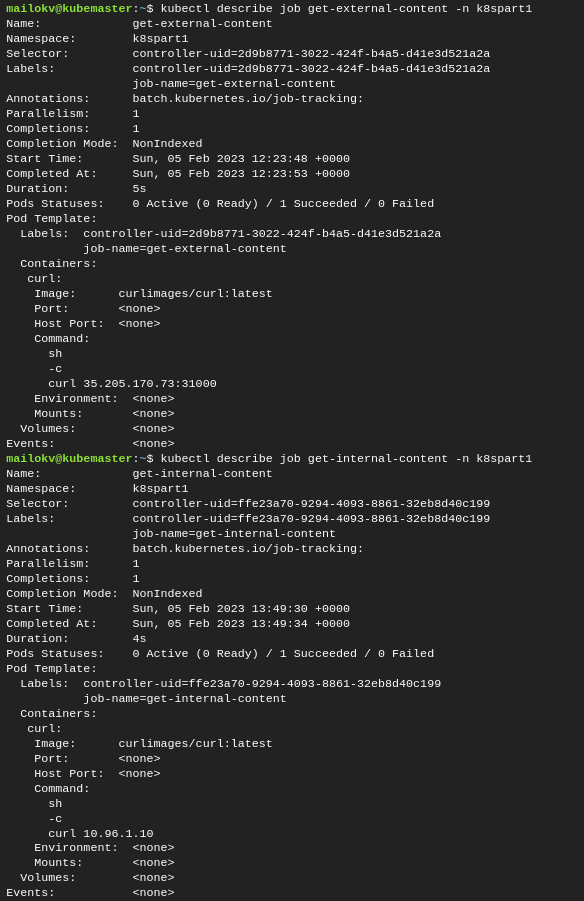 mailokv@kubemaster:~$ kubectl describe job get-external-content -n k8spart1
Name:             get-external-content
Namespace:        k8spart1
Selector:         controller-uid=2d9b8771-3022-424f-b4a5-d41e3d521a2a
Labels:           controller-uid=2d9b8771-3022-424f-b4a5-d41e3d521a2a
                  job-name=get-external-content
Annotations:      batch.kubernetes.io/job-tracking:
Parallelism:      1
Completions:      1
Completion Mode:  NonIndexed
Start Time:       Sun, 05 Feb 2023 12:23:48 +0000
Completed At:     Sun, 05 Feb 2023 12:23:53 +0000
Duration:         5s
Pods Statuses:    0 Active (0 Ready) / 1 Succeeded / 0 Failed
Pod Template:
  Labels:  controller-uid=2d9b8771-3022-424f-b4a5-d41e3d521a2a
           job-name=get-external-content
  Containers:
   curl:
    Image:      curlimages/curl:latest
    Port:       <none>
    Host Port:  <none>
    Command:
      sh
      -c
      curl 35.205.170.73:31000
    Environment:  <none>
    Mounts:       <none>
  Volumes:        <none>
Events:           <none>
mailokv@kubemaster:~$ kubectl describe job get-internal-content -n k8spart1
Name:             get-internal-content
Namespace:        k8spart1
Selector:         controller-uid=ffe23a70-9294-4093-8861-32eb8d40c199
Labels:           controller-uid=ffe23a70-9294-4093-8861-32eb8d40c199
                  job-name=get-internal-content
Annotations:      batch.kubernetes.io/job-tracking:
Parallelism:      1
Completions:      1
Completion Mode:  NonIndexed
Start Time:       Sun, 05 Feb 2023 13:49:30 +0000
Completed At:     Sun, 05 Feb 2023 13:49:34 +0000
Duration:         4s
Pods Statuses:    0 Active (0 Ready) / 1 Succeeded / 0 Failed
Pod Template:
  Labels:  controller-uid=ffe23a70-9294-4093-8861-32eb8d40c199
           job-name=get-internal-content
  Containers:
   curl:
    Image:      curlimages/curl:latest
    Port:       <none>
    Host Port:  <none>
    Command:
      sh
      -c
      curl 10.96.1.10
    Environment:  <none>
    Mounts:       <none>
  Volumes:        <none>
Events:           <none>